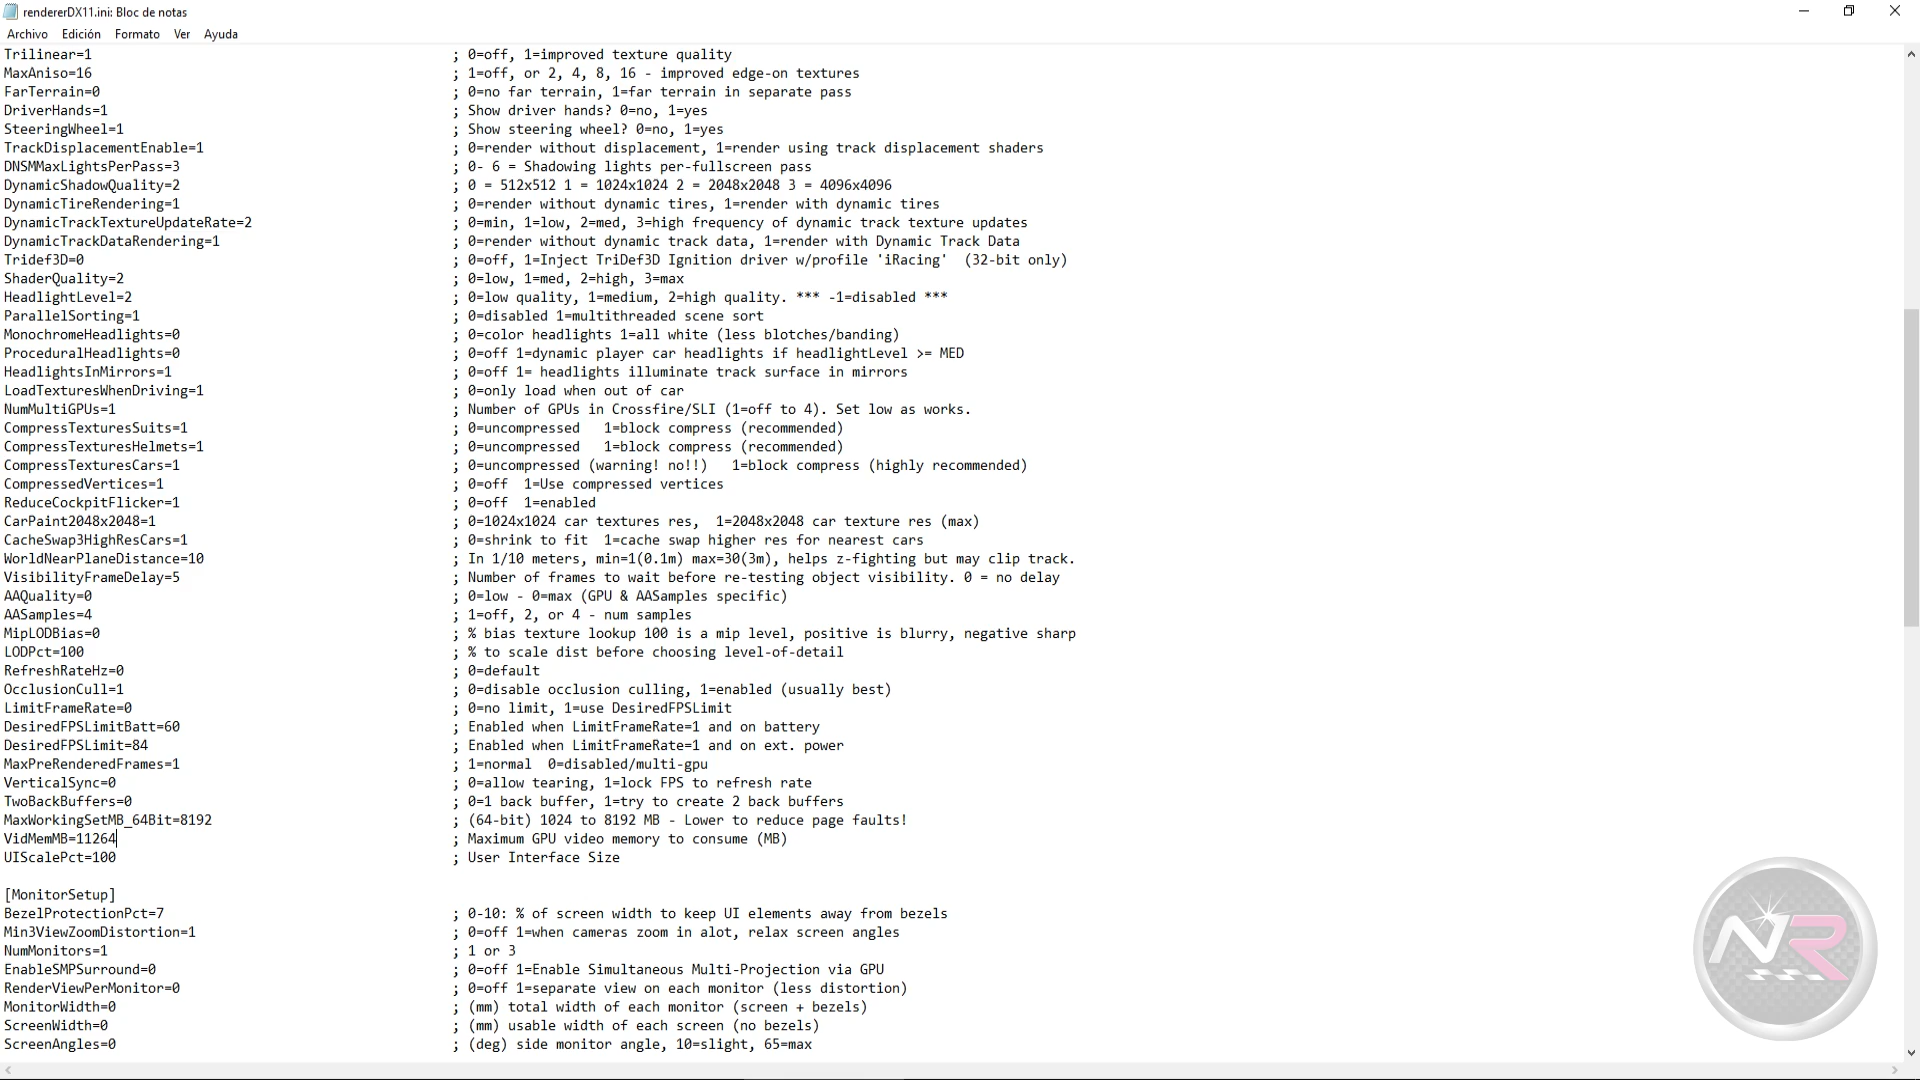 rendererDX11.ini: Bloc de notas
Archivo Edición Formato Ver Ayuda
Trilinear=1 ; 0=off, 1=improved texture quality
MaxAniso=16 ; 1=off, or 2, 4, 8, 16 - improved edge-on textures
FarTerrain=0 ; 0=no far terrain, 1=far terrain in separate pass
DriverHands=1 ; Show driver hands? 0=no, 1=yes
SteeringWheel=1 ; Show steering wheel? 0=no, 1=yes
TrackDisplacementEnable=1 ; 0=render without displacement, 1=render using track displacement shaders
DNSMMaxLightsPerPass=3 ; 0- 6 = Shadowing lights per-fullscreen pass
DynamicShadowQuality=2 ; 0 = 512x512 1 = 1024x1024 2 = 2048x2048 3 = 4096x4096
DynamicTireRendering=1 ; 0=render without dynamic tires, 1=render with dynamic tires
DynamicTrackTextureUpdateRate=2 ; 0=min, 1=low, 2=med, 3=high frequency of dynamic track texture updates
DynamicTrackDataRendering=1 ; 0=render without dynamic track data, 1=render with Dynamic Track Data
Tridef3D=0 ; 0=off, 1=Inject TriDef3D Ignition driver w/profile 'iRacing' (32-bit only)
ShaderQuality=2 ; 0=low, 1=med, 2=high, 3=max
HeadlightLevel=2 ; 0=low quality, 1=medium, 2=high quality. *** -1=disabled ***
ParallelSorting=1 ; 0=disabled 1=multithreaded scene sort
MonochromeHeadlights=0 ; 0=color headlights 1=all white (less blotches/banding)
ProceduralHeadlights=0 ; 0=off 1=dynamic player car headlights if headlightLevel >= MED
HeadlightsInMirrors=1 ; 0=off 1= headlights illuminate track surface in mirrors
LoadTexturesWhenDriving=1 ; 0=only load when out of car
NumMultiGPUs=1 ; Number of GPUs in Crossfire/SLI (1=off to 4). Set low as works.
CompressTexturesSuits=1 ; 0=uncompressed 1=block compress (recommended)
CompressTexturesHelmets=1 ; 0=uncompressed 1=block compress (recommended)
CompressTexturesCars=1 ; 0=uncompressed (warning! no!!) 1=block compress (highly recommended)
CompressedVertices=1 ; 0=off 1=Use compressed vertices
ReduceCockpitFlicker=1 ; 0=off 1=enabled
CarPaint2048x2048=1 ; 0=1024x1024 car textures res, 1=2048x2048 car texture res (max)
CacheSwap3HighResCars=1 ; 0=shrink to fit 1=cache swap higher res for nearest cars
WorldNearPlaneDistance=10 ; In 1/10 meters, min=1(0.1m) max=30(3m), helps z-fighting but may clip track.
VisibilityFrameDelay=5 ; Number of frames to wait before re-testing object visibility. 0 = no delay
AAQuality=0 ; 0=low - 0=max (GPU & AASamples specific)
AASamples=4 ; 1=off, 2, or 4 - num samples
MipLODBias=0 ; % bias texture lookup 100 is a mip level, positive is blurry, negative sharp
LODPct=100 ; % to scale dist before choosing level-of-detail
RefreshRateHz=0 ; 0=default
OcclusionCull=1 ; 0=disable occlusion culling, 1=enabled (usually best)
LimitFrameRate=0 ; 0=no limit, 1=use DesiredFPSLimit
DesiredFPSLimitBatt=60 ; Enabled when LimitFrameRate=1 and on battery
DesiredFPSLimit=84 ; Enabled when LimitFrameRate=1 and on ext. power
MaxPreRenderedFrames=1 ; 1=normal 0=disabled/multi-gpu
VerticalSync=0 ; 0=allow tearing, 1=lock FPS to refresh rate
TwoBackBuffers=0 ; 0=1 back buffer, 1=try to create 2 back buffers
MaxWorkingSetMB_64Bit=8192 ; (64-bit) 1024 to 8192 MB - Lower to reduce page faults!
VidMemMB=11264 ; Maximum GPU video memory to consume (MB)
UIScalePct=100 ; User Interface Size
[MonitorSetup]
BezelProtectionPct=7 ; 0-10: % of screen width to keep UI elements away from bezels
Min3ViewZoomDistortion=1 ; 0=off 1=when cameras zoom in alot, relax screen angles
NumMonitors=1 ; 1 or 3
EnableSMPSurround=0 ; 0=off 1=Enable Simultaneous Multi-Projection via GPU
RenderViewPerMonitor=0 ; 0=off 1=separate view on each monitor (less distortion)
MonitorWidth=0 ; (mm) total width of each monitor (screen + bezels)
ScreenWidth=0 ; (mm) usable width of each screen (no bezels)
ScreenAngles=0 ; (deg) side monitor angle, 10=slight, 65=max
NR